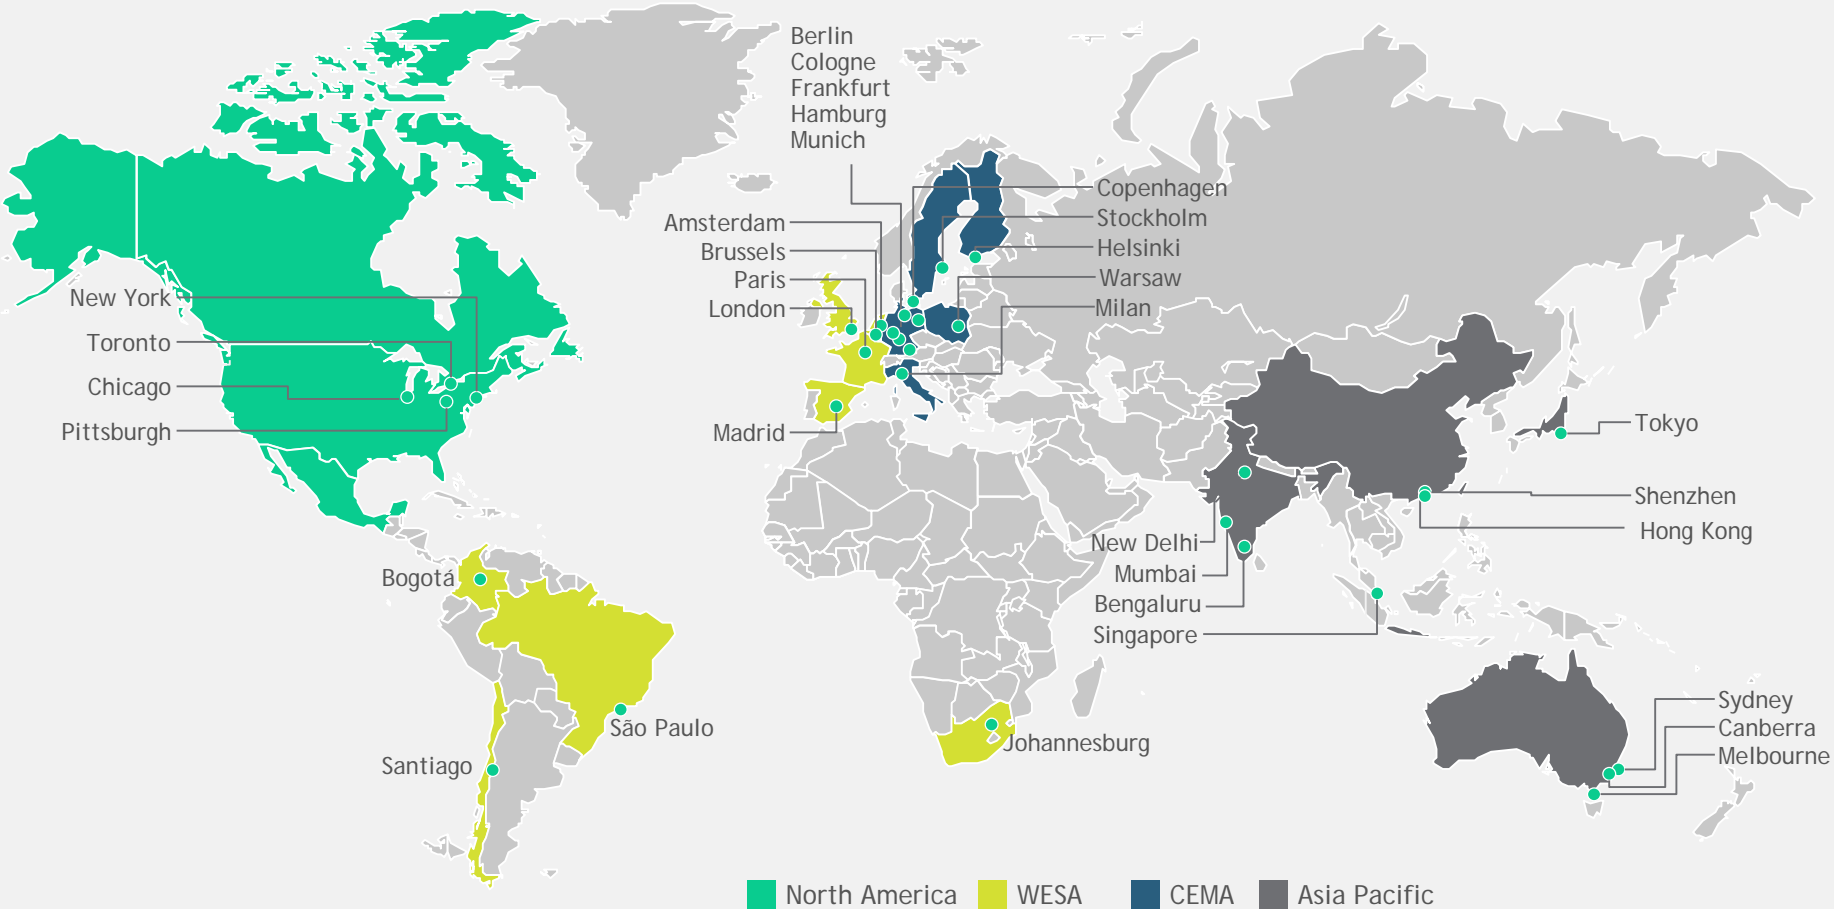 Berlin
Cologne
Frankfurt
Hamburg
Munich
Copenhagen
Stockholm
Helsinki
Warsaw
Milan
Amsterdam
Brussels
Paris
London
Madrid
New York
Toronto
Chicago
Pittsburgh
Tokyo
Shenzhen
Hong Kong
New Delhi
Mumbai
Bengaluru
Singapore
Bogotá
São Paulo
Santiago
Johannesburg
Sydney
Canberra
Melbourne
North America
WESA
CEMA
Asia Pacific